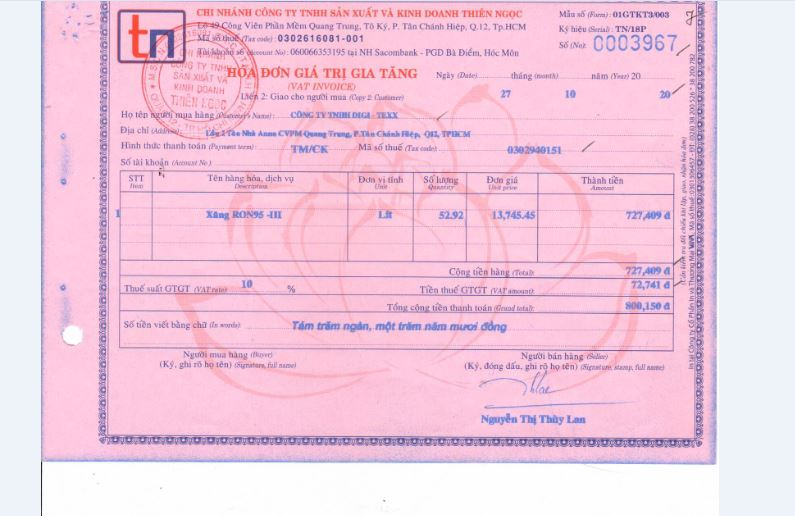 CHI NHÁNH CÔNG TY TNHH SẢN XUẤT VÀ KINH DOANH THIÊN NGỌC
Lô 49 Công Viên Phần Mềm Quang Trung, Tô Ký, P. Tân Chánh Hiệp, Q.12, Tp.HCM
Mã số thuế (Tax code) : 0302616081-001
Tài khoản số (Account No) : 060066353195 tại NH Sacombank - PGD Bà Điểm, Hóc Môn
tn
Mẫu số (Form) : 01GTKT3/003
Ký hiệu (Serial) : TN/18P
Số (No): 0003967
CHI NHÁNH
CÔNG TY TNHH
SẢN XUẤT VÀ
KINH DOANH
THIÊN NGỌC
HÓA ĐƠN GIÁ TRỊ GIA TĂNG
(VAT INVOICE)
Liên 2: Giao cho người mua (Copy 2: Customer)
Ngày (Date) 27 tháng (month) 10 năm (Year) 20 20
Họ tên người mua hàng (Customer's Name) : CÔNG TY TNHH DIGI - TEXX
Địa chỉ (Address) : Lầu 1 Tòa Nhà Anna CVPM Quang Trung, P.Tân Chánh Hiệp, Q12, TPHCM
Hình thức thanh toán (Payment term) : TM/CK Mã số thuế (Tax code) : 0302940151
Số tài khoản (Account No)
STT Item Tên hàng hóa, dịch vụ Description Đơn vị tính Unit Số lượng Quantity Đơn giá Unit price Thành tiền Amount
1 Xăng RON95 -III Lít 52.92 13,745.45 727,409 đ
Cộng tiền hàng (Total): 727,409 đ
Thuế suất GTGT (VAT rate) 10 % Tiền thuế GTGT (VAT amount): 72,741 đ
Tổng cộng tiền thanh toán (Grand total): 800,150 đ
Số tiền viết bằng chữ (In words) : Tám trăm ngàn, một trăm năm mươi đồng
Người mua hàng (Buyer) Người bán hàng (Seller)
(Ký, ghi rõ họ tên) (Signature, full name) (Ký, đóng dấu, ghi rõ họ tên) (Signature, stamp, full name)
Nguyễn Thị Thùy Lan
(Cần kiểm tra đối chiếu khi lập, giao, nhận hóa đơn)